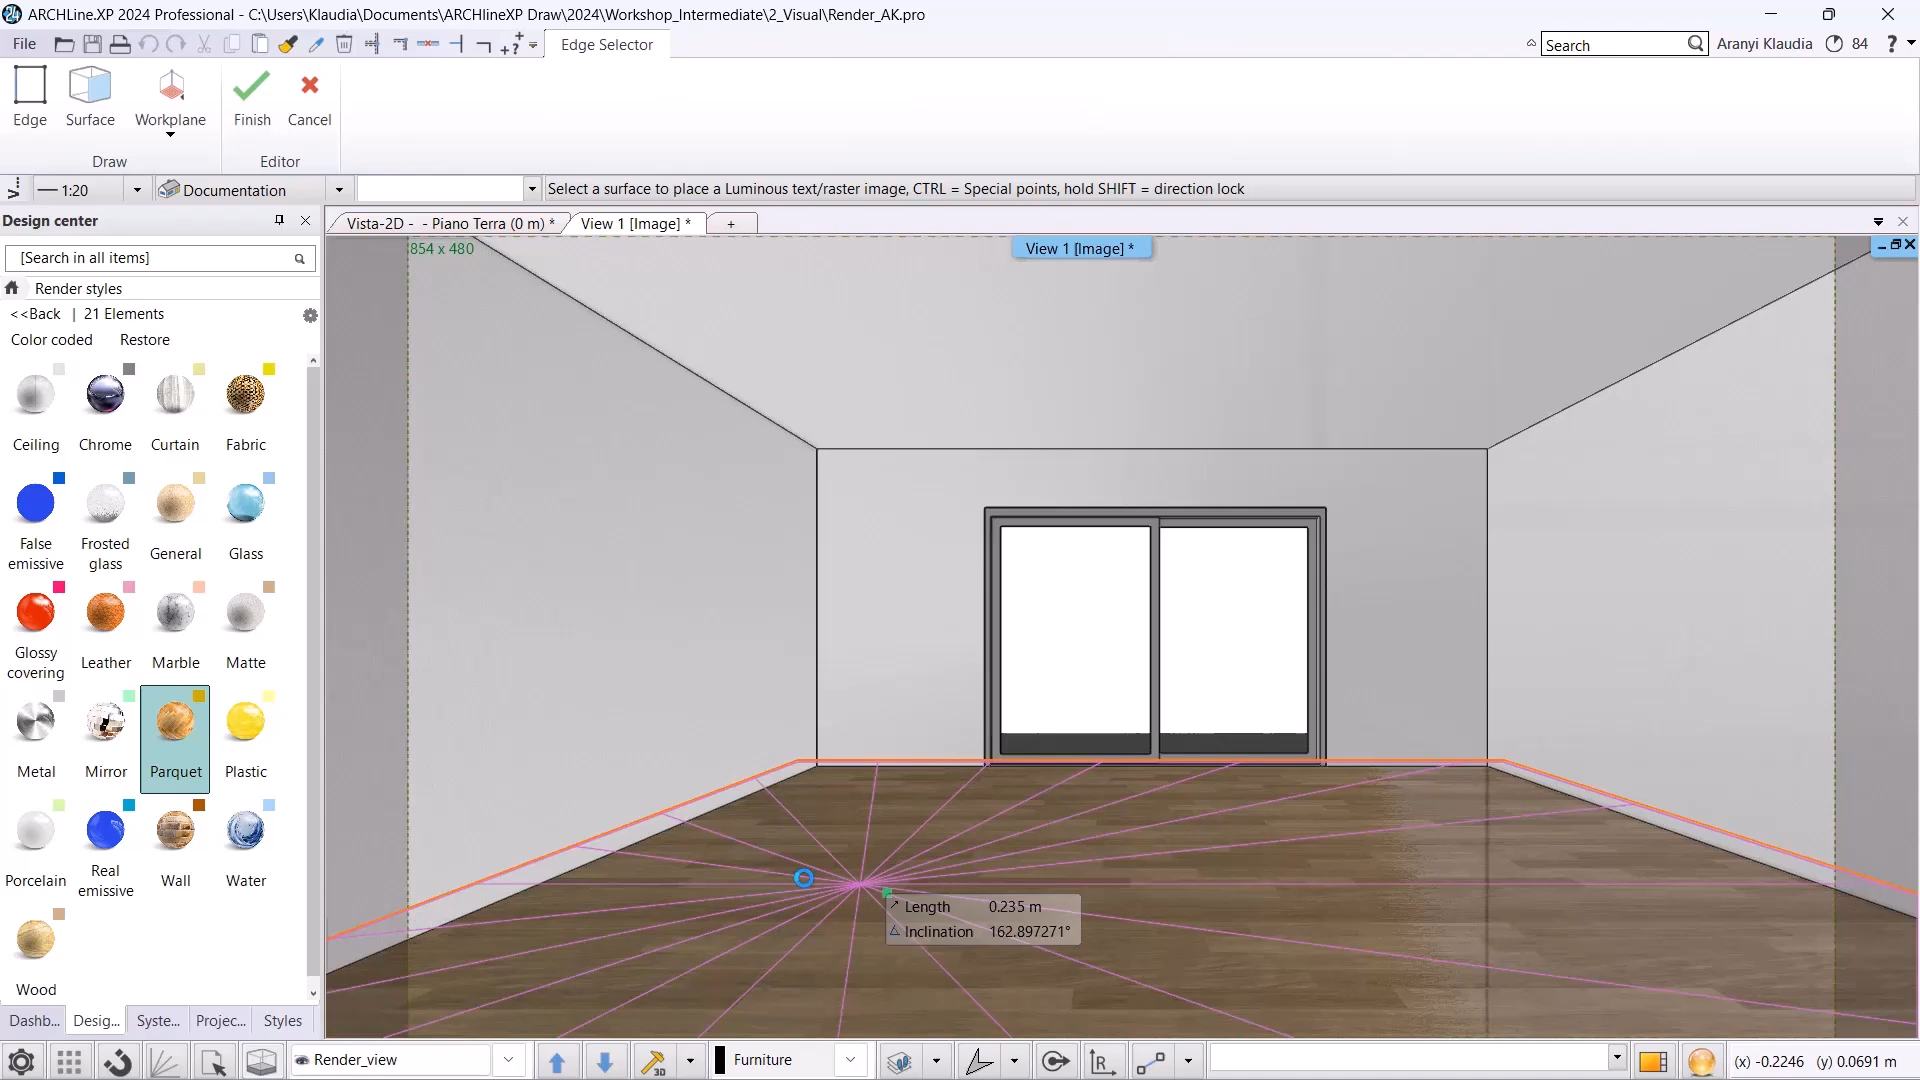 ARCHLine.XP 2024 Professional - C:\Users\Klaudia\Documents\ARCHlineXP Draw\2024\Workshop_Intermediate\2_Visual\Render_AK.pro
File
Edge Selector
Search
Aranyi Klaudia
84
?
Edge
Surface
Workplane
Finish
Cancel
Draw
Editor
1:20
Documentation
Select a surface to place a Luminous text/raster image, CTRL = Special points, hold SHIFT = direction lock
Design center
Vista-2D - - Piano Terra (0 m) *
View 1 [Image] *
+
854 x 480
View 1 [Image] *
[Search in all items]
Render styles
<<Back | 21 Elements
Color coded
Restore
Ceiling
Chrome
Curtain
Fabric
False emissive
Frosted glass
General
Glass
Glossy covering
Leather
Marble
Matte
Metal
Mirror
Parquet
Plastic
Porcelain
Real emissive
Wall
Water
Wood
Length 0.235 m
Inclination 162.897271°
Dashb...
Desig...
Syste...
Projec...
Styles
Render_view
3D
Furniture
(x) -0.2246 (y) 0.0691 m